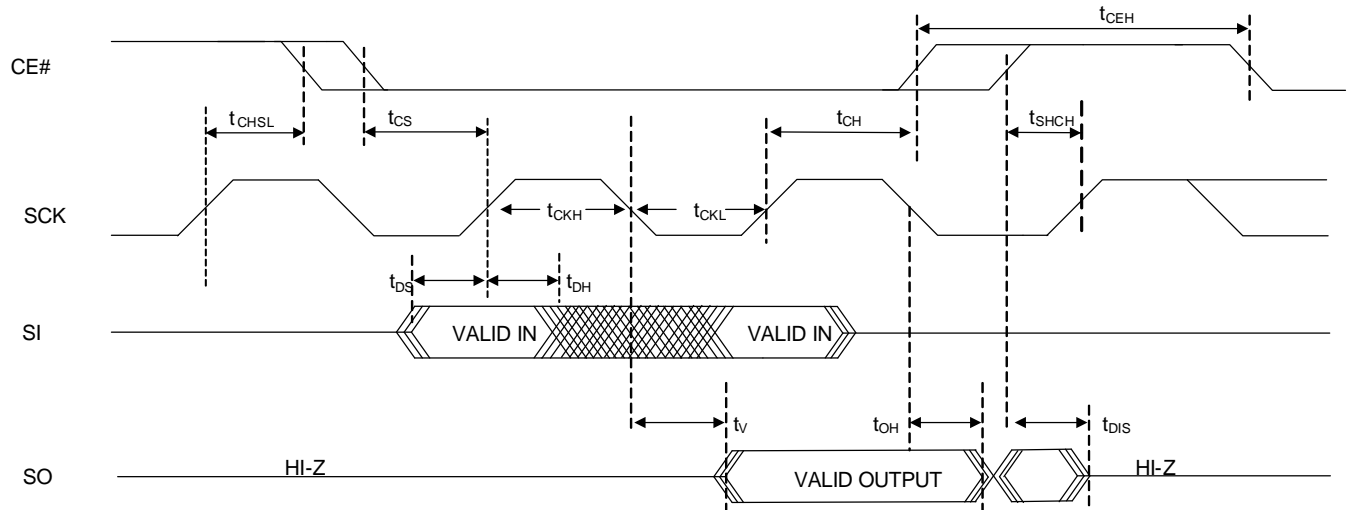 tCEH
CE#
tCHSL
tCS
tCH
tSHCH
SCK
tCKH
tCKL
tDS
tDH
SI
VALID IN
VALID IN
tV
tOH
tDIS
SO
HI-Z
VALID OUTPUT
HI-Z